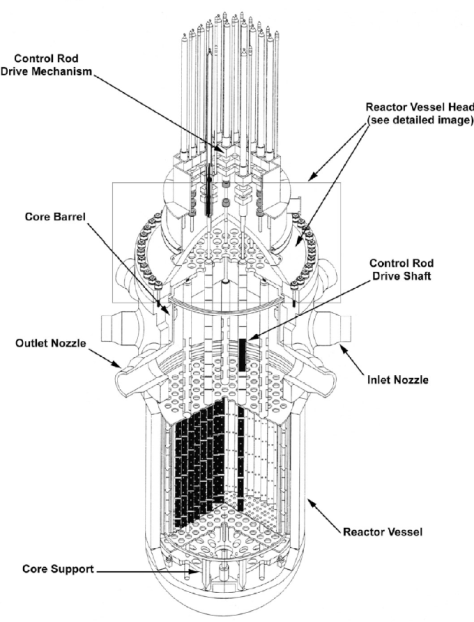 Control Rod
Drive Mechanism
Reactor Vessel Head
(see detailed image)
Core Barrel
Control Rod
Drive Shaft
Outlet Nozzle
Inlet Nozzle
Reactor Vessel
Core Support